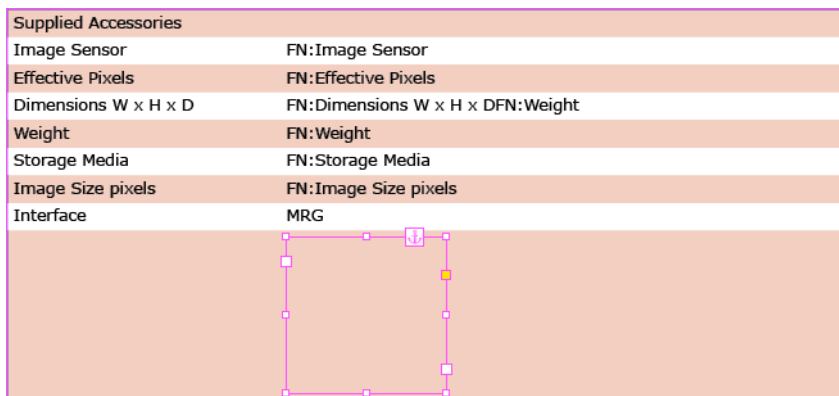 Supplied Accessories
Image Sensor FN:Image Sensor
Effective Pixels FN:Effective Pixels
Dimensions W x H x D FN:Dimensions W x H x DFN:Weight
Weight FN:Weight
Storage Media FN:Storage Media
Image Size pixels FN:Image Size pixels
Interface MRG